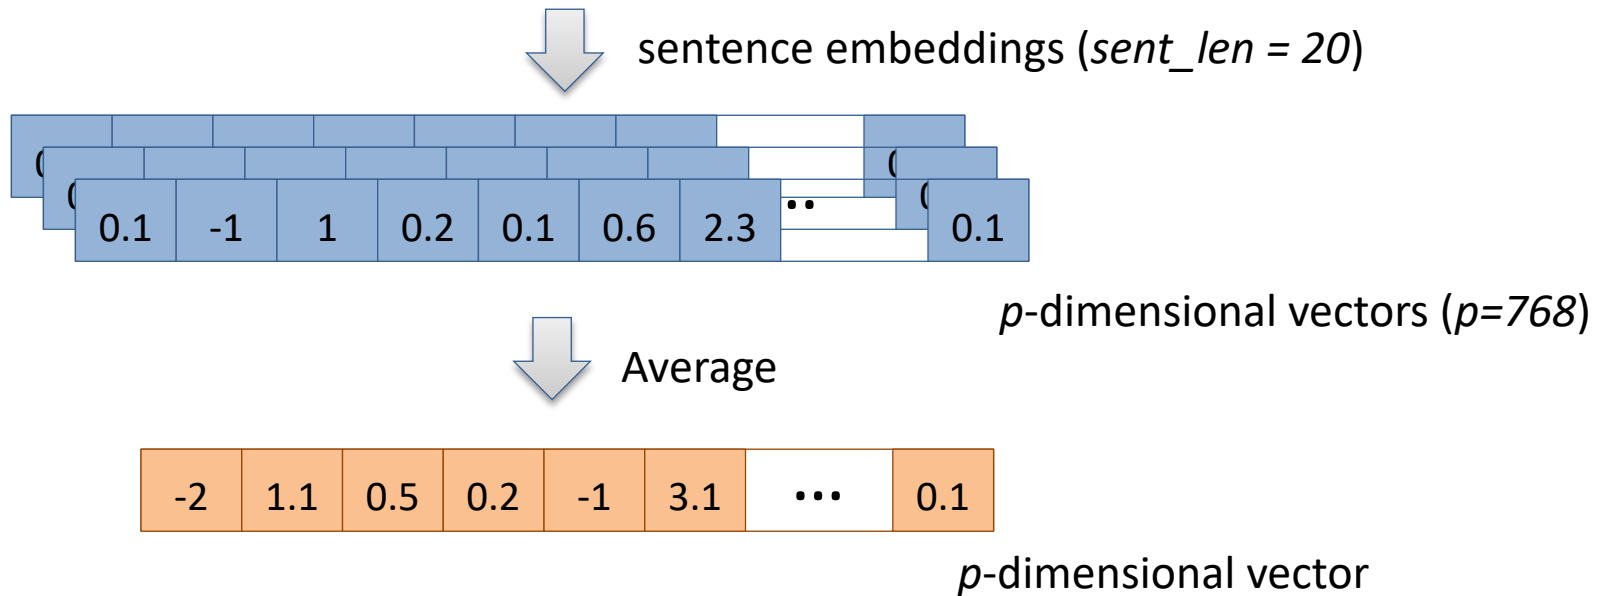 sentence embeddings (sent_len = 20)
0.1 -1 1 0.2 0.1 0.6 2.3 .. 0.1
p-dimensional vectors (p=768)
Average
-2 1.1 0.5 0.2 -1 3.1 ... 0.1
p-dimensional vector